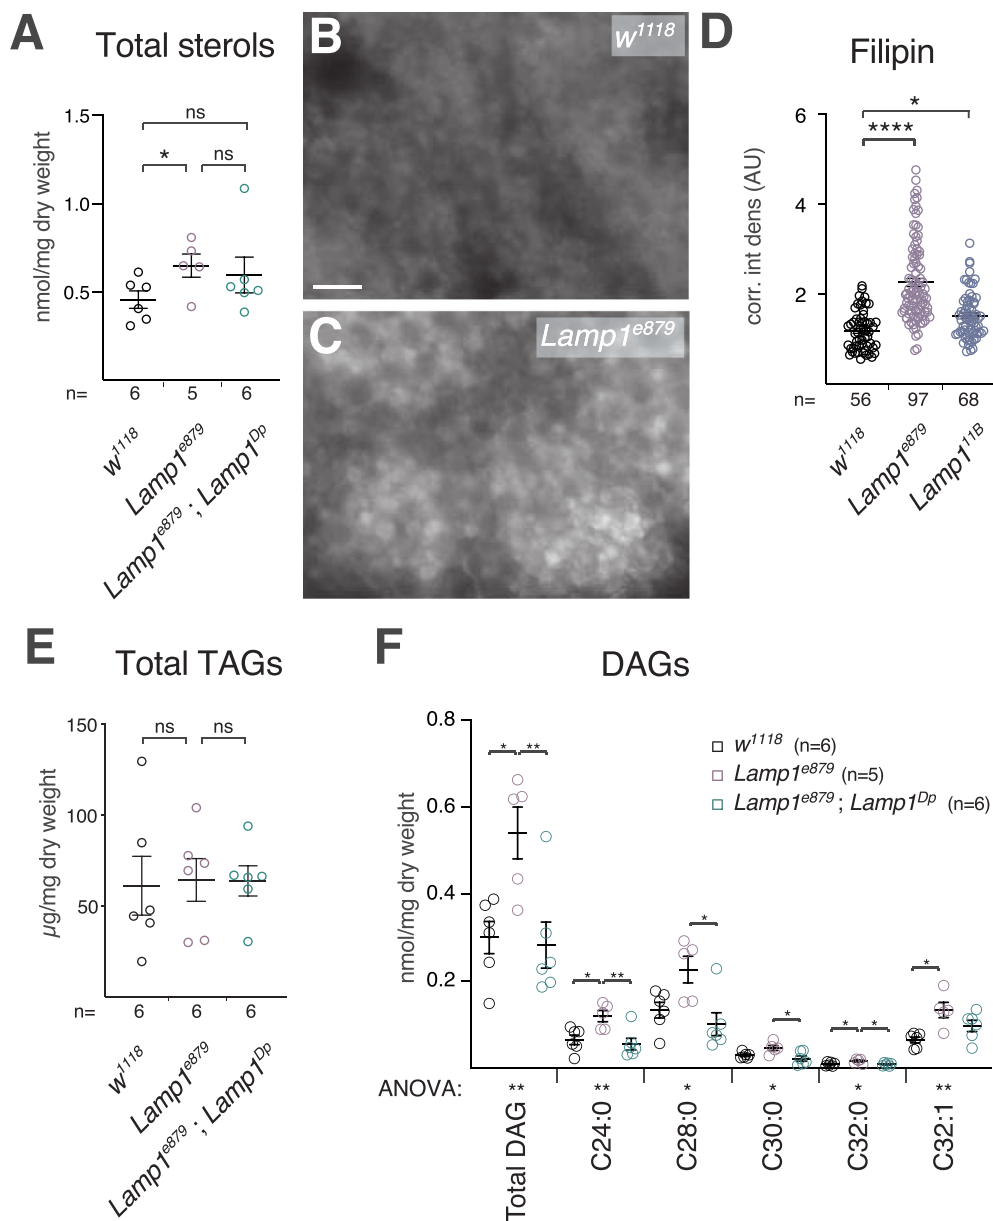 A
Total sterols
nmol/mg dry weight
1.5
1.0
0.5
ns
*
ns
n=
6
5
6
w1118
Lamp1e879
Lamp1e879 ; Lamp1Dp
B
w1118
C
Lamp1e879
D
Filipin
corr. int dens (AU)
6
4
2
*
****
n=
56
97
68
w1118
Lamp1e879
Lamp111B
E
Total TAGs
µg/mg dry weight
150
100
50
ns
ns
n=
6
6
6
w1118
Lamp1e879
Lamp1e879 ; Lamp1Dp
F
DAGs
nmol/mg dry weight
0.8
0.6
0.4
0.2
w1118 (n=6)
Lamp1e879 (n=5)
Lamp1e879 ; Lamp1Dp (n=6)
* **
* **
*
*
* *
*
ANOVA: ** ** * * * **
Total DAG
C24:0
C28:0
C30:0
C32:0
C32:1